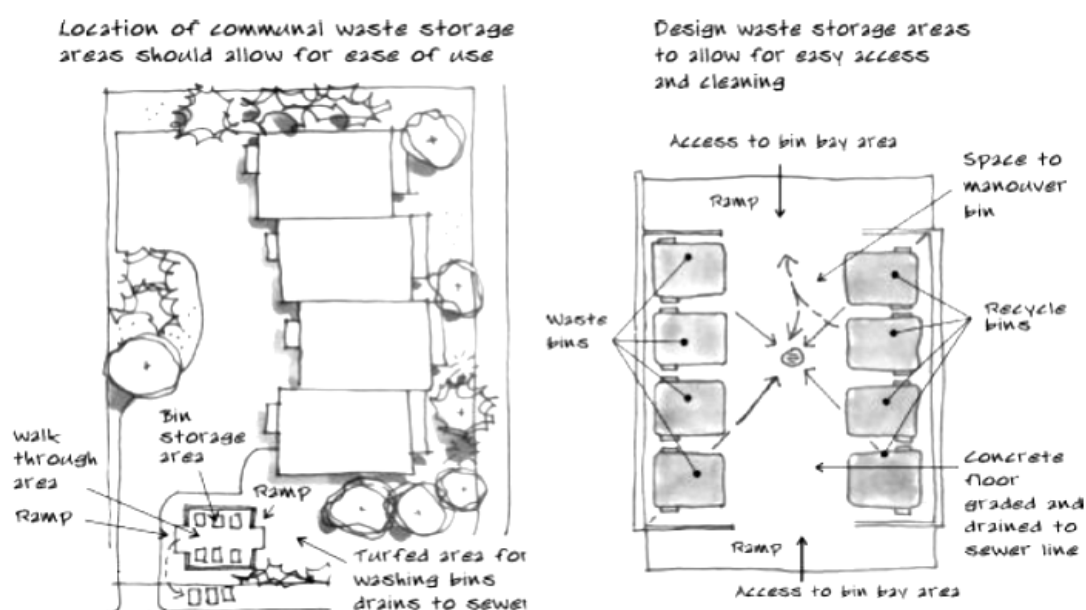 Location of communal waste storage
areas should allow for ease of use
Bin
storage
area
Walk
through
area
Ramp
Ramp
Turfed area for
washing bins
drains to sewer
Design waste storage areas
to allow for easy access
and cleaning
Access to bin bay area
Ramp
Space to
manouver
bin
Waste
bins
Recycle
bins
Concrete
floor
graded and
drained to
sewer line
Ramp
Access to bin bay area